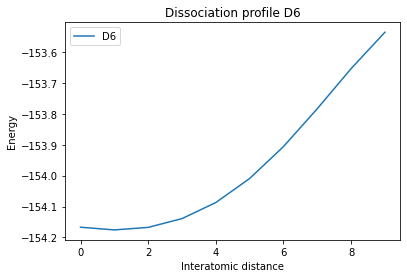 Dissociation profile D6
D6
−153.6
−153.7
−153.8
−153.9
−154.0
−154.1
−154.2
Energy
0 2 4 6 8
Interatomic distance